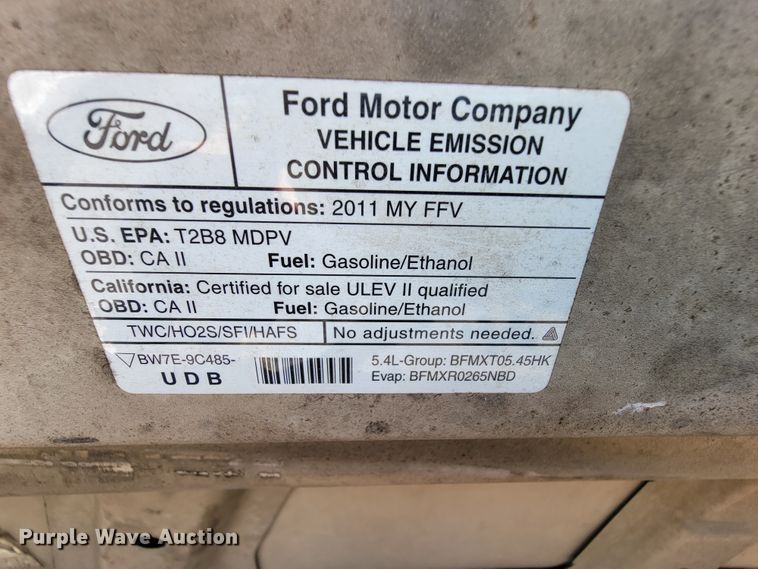 Ford
Ford Motor Company
VEHICLE EMISSION
CONTROL INFORMATION
Conforms to regulations: 2011 MY FFV
U.S. EPA: T2B8 MDPV
OBD: CA II Fuel: Gasoline/Ethanol
California: Certified for sale ULEV II qualified
OBD: CA II Fuel: Gasoline/Ethanol
TWC/HO2S/SFI/HAFS No adjustments needed.
BW7E-9C485- 5.4L-Group: BFMXT05.45HK
UDB Evap: BFMXR0265NBD
Purple Wave Auction